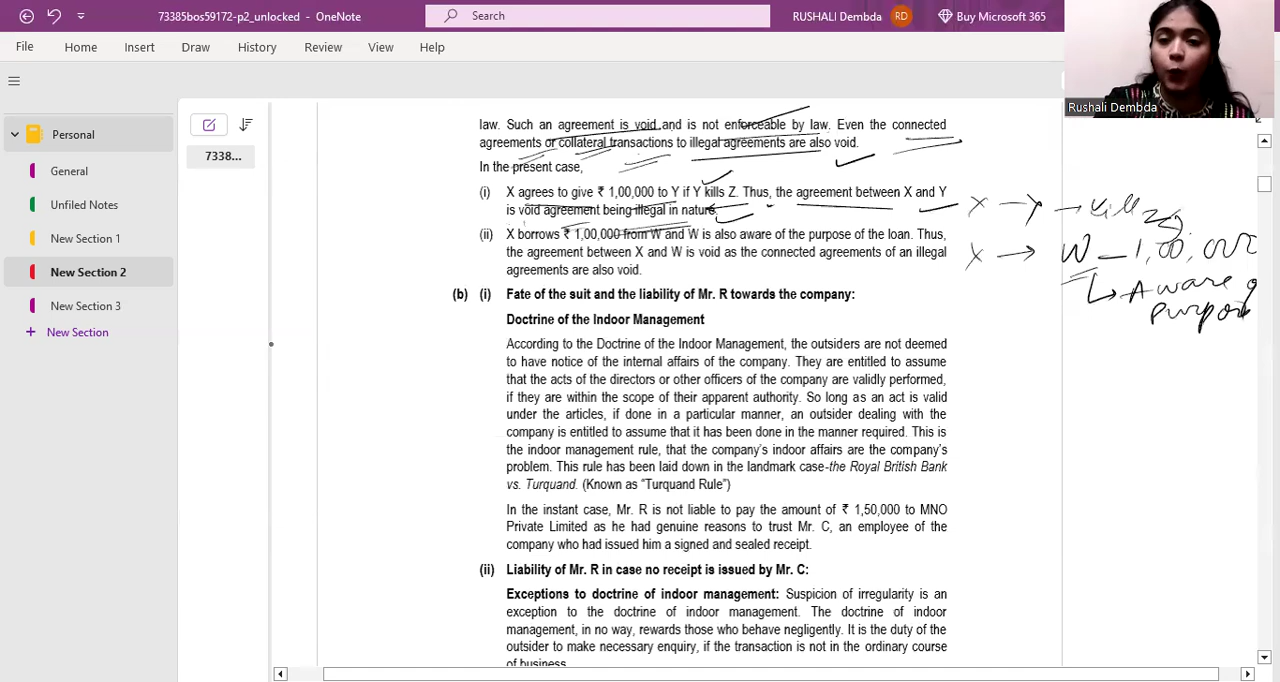 73385bos59172-p2_unlocked - OneNote
Search
RUSHALI Dembda
RD
Buy Microsoft 365
File
Home
Insert
Draw
History
Review
View
Help
Rushali Dembda
Personal
General
Unfiled Notes
New Section 1
New Section 2
New Section 3
New Section
7338...
law. Such an agreement is void and is not enforceable by law. Even the connected
agreements or collateral transactions to illegal agreements are also void.
In the present case,
(i) X agrees to give ₹ 1,00,000 to Y if Y kills Z. Thus, the agreement between X and Y
is void agreement being illegal in nature.
(ii) X borrows ₹ 1,00,000 from W and W is also aware of the purpose of the loan. Thus,
the agreement between X and W is void as the connected agreements of an illegal
agreements are also void.
X - Y → kill Z
X → W - 1,00,000
Aware
purpo
(b) (i) Fate of the suit and the liability of Mr. R towards the company:
Doctrine of the Indoor Management
According to the Doctrine of the Indoor Management, the outsiders are not deemed
to have notice of the internal affairs of the company. They are entitled to assume
that the acts of the directors or other officers of the company are validly performed,
if they are within the scope of their apparent authority. So long as an act is valid
under the articles, if done in a particular manner, an outsider dealing with the
company is entitled to assume that it has been done in the manner required. This is
the indoor management rule, that the company's indoor affairs are the company's
problem. This rule has been laid down in the landmark case-the Royal British Bank
vs. Turquand. (Known as "Turquand Rule")
In the instant case, Mr. R is not liable to pay the amount of ₹ 1,50,000 to MNO
Private Limited as he had genuine reasons to trust Mr. C, an employee of the
company who had issued him a signed and sealed receipt.
(ii) Liability of Mr. R in case no receipt is issued by Mr. C:
Exceptions to doctrine of indoor management: Suspicion of irregularity is an
exception to the doctrine of indoor management. The doctrine of indoor
management, in no way, rewards those who behave negligently. It is the duty of the
outsider to make necessary enquiry, if the transaction is not in the ordinary course
of business.